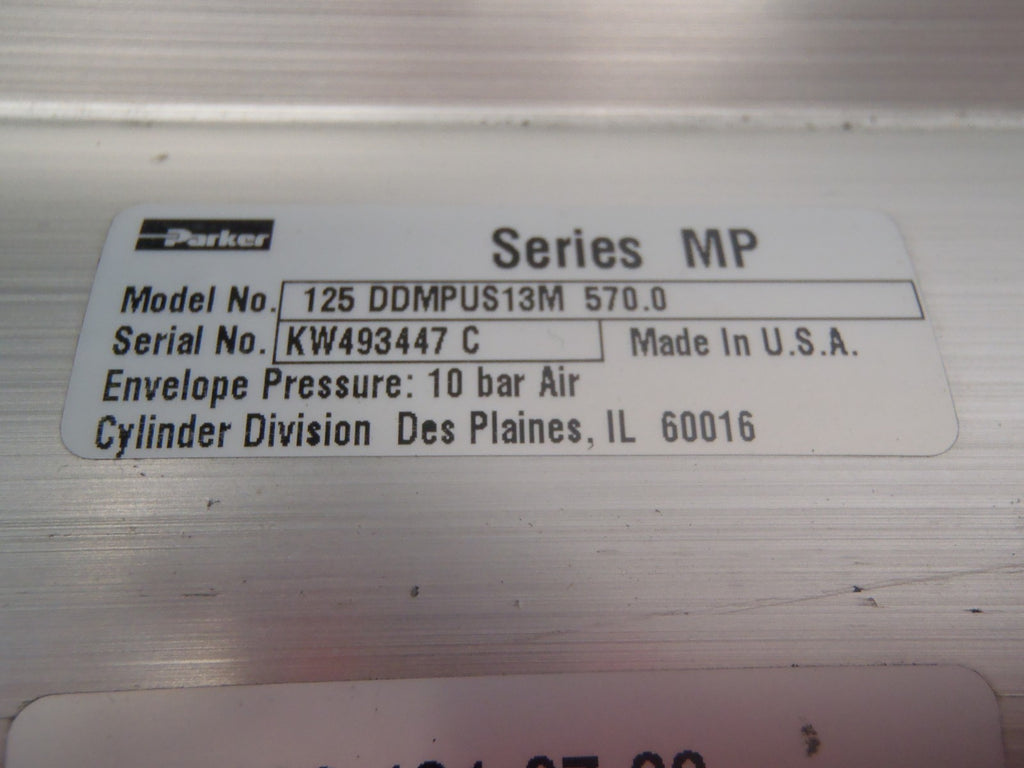 Parker
Series MP
Model No. 125 DDMPUS13M 570.0
Serial No. KW493447 C Made In U.S.A.
Envelope Pressure: 10 bar Air
Cylinder Division Des Plaines, IL 60016